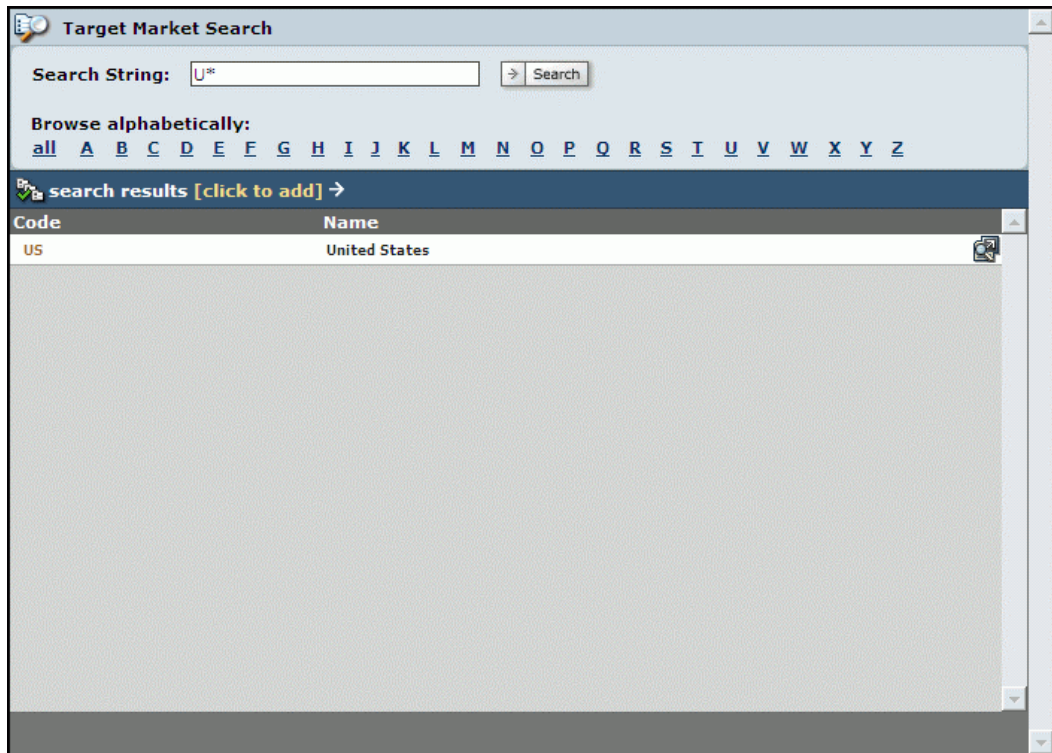 Target Market Search
Search String: U* Search
Browse alphabetically:
all A B C D E F G H I J K L M N O P Q R S T U V W X Y Z
search results [click to add]
Code Name
US United States